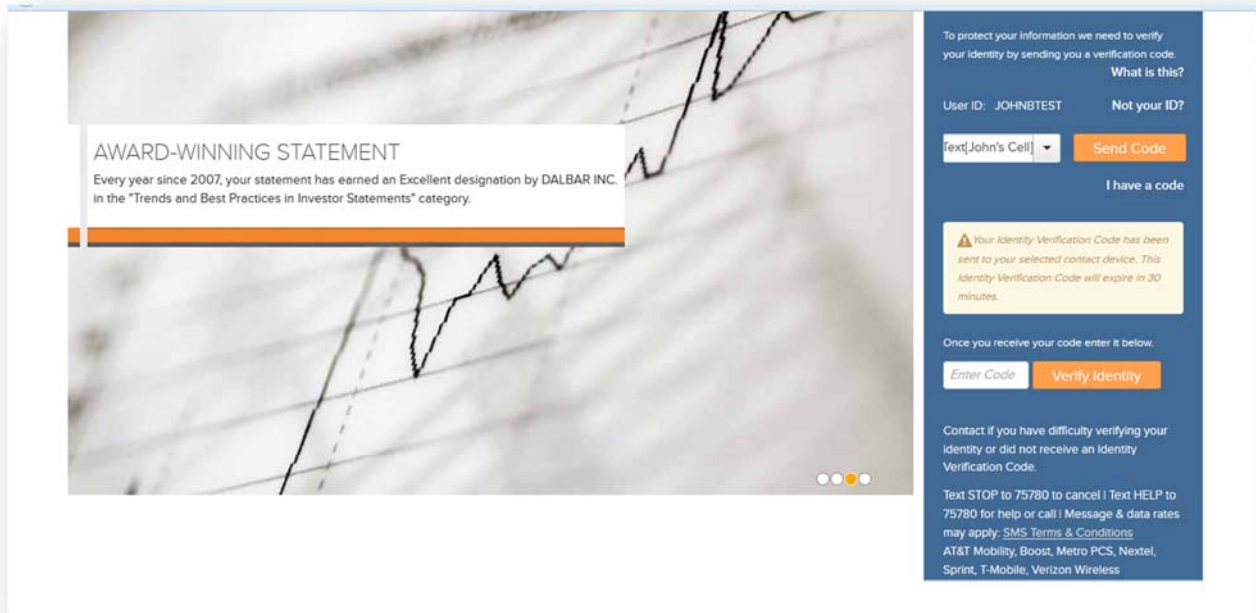 AWARD-WINNING STATEMENT
Every year since 2007, your statement has earned an Excellent designation by DALBAR INC.
in the "Trends and Best Practices in Investor Statements" category.
To protect your information we need to verify
your identity by sending you a verification code.
What is this?
User ID: JOHNBTEST Not your ID?
Text[John's Cell] Send Code
I have a code
Your Identity Verification Code has been
sent to your selected contact device. This
Identity Verification Code will expire in 30
minutes.
Once you receive your code enter it below.
Enter Code Verify Identity
Contact if you have difficulty verifying your
identity or did not receive an Identity
Verification Code.
Text STOP to 75780 to cancel | Text HELP to
75780 for help or call | Message & data rates
may apply: SMS Terms & Conditions
AT&T Mobility, Boost, Metro PCS, Nextel,
Sprint, T-Mobile, Verizon Wireless